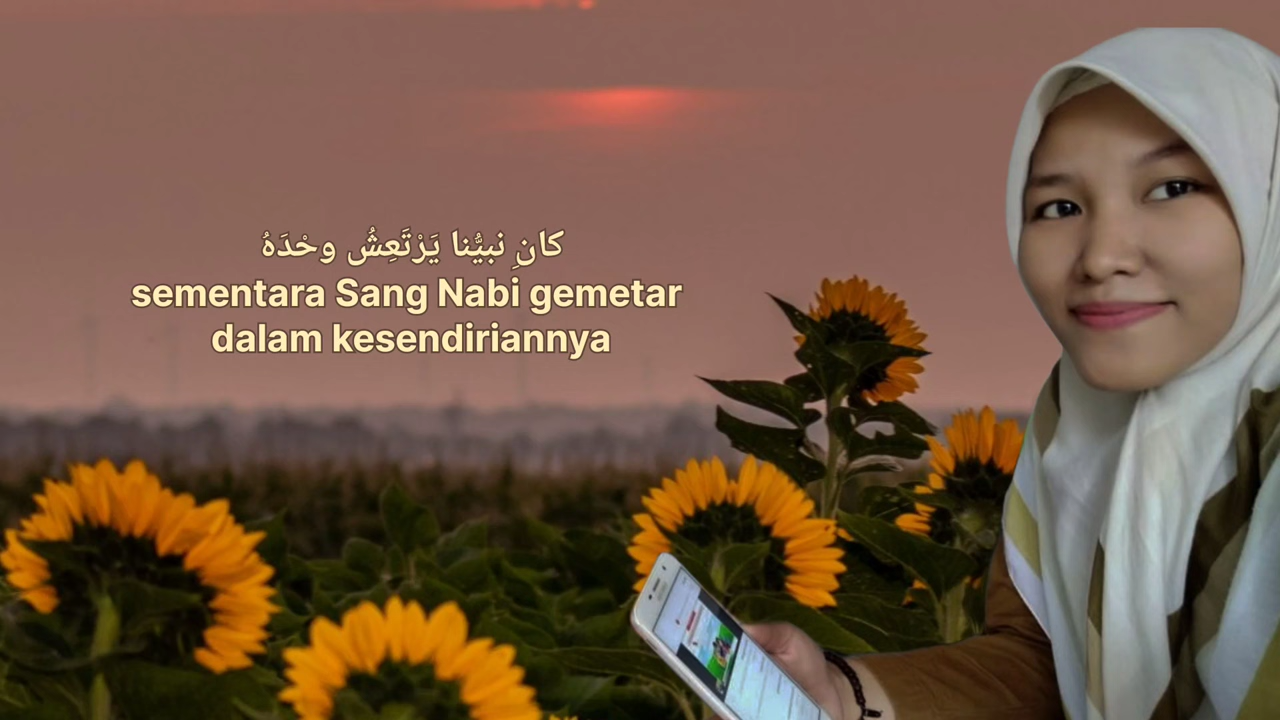 كانِ نبيُّنا يَرْتَعِشُ وحْدَهُ
sementara Sang Nabi gemetar
dalam kesendiriannya